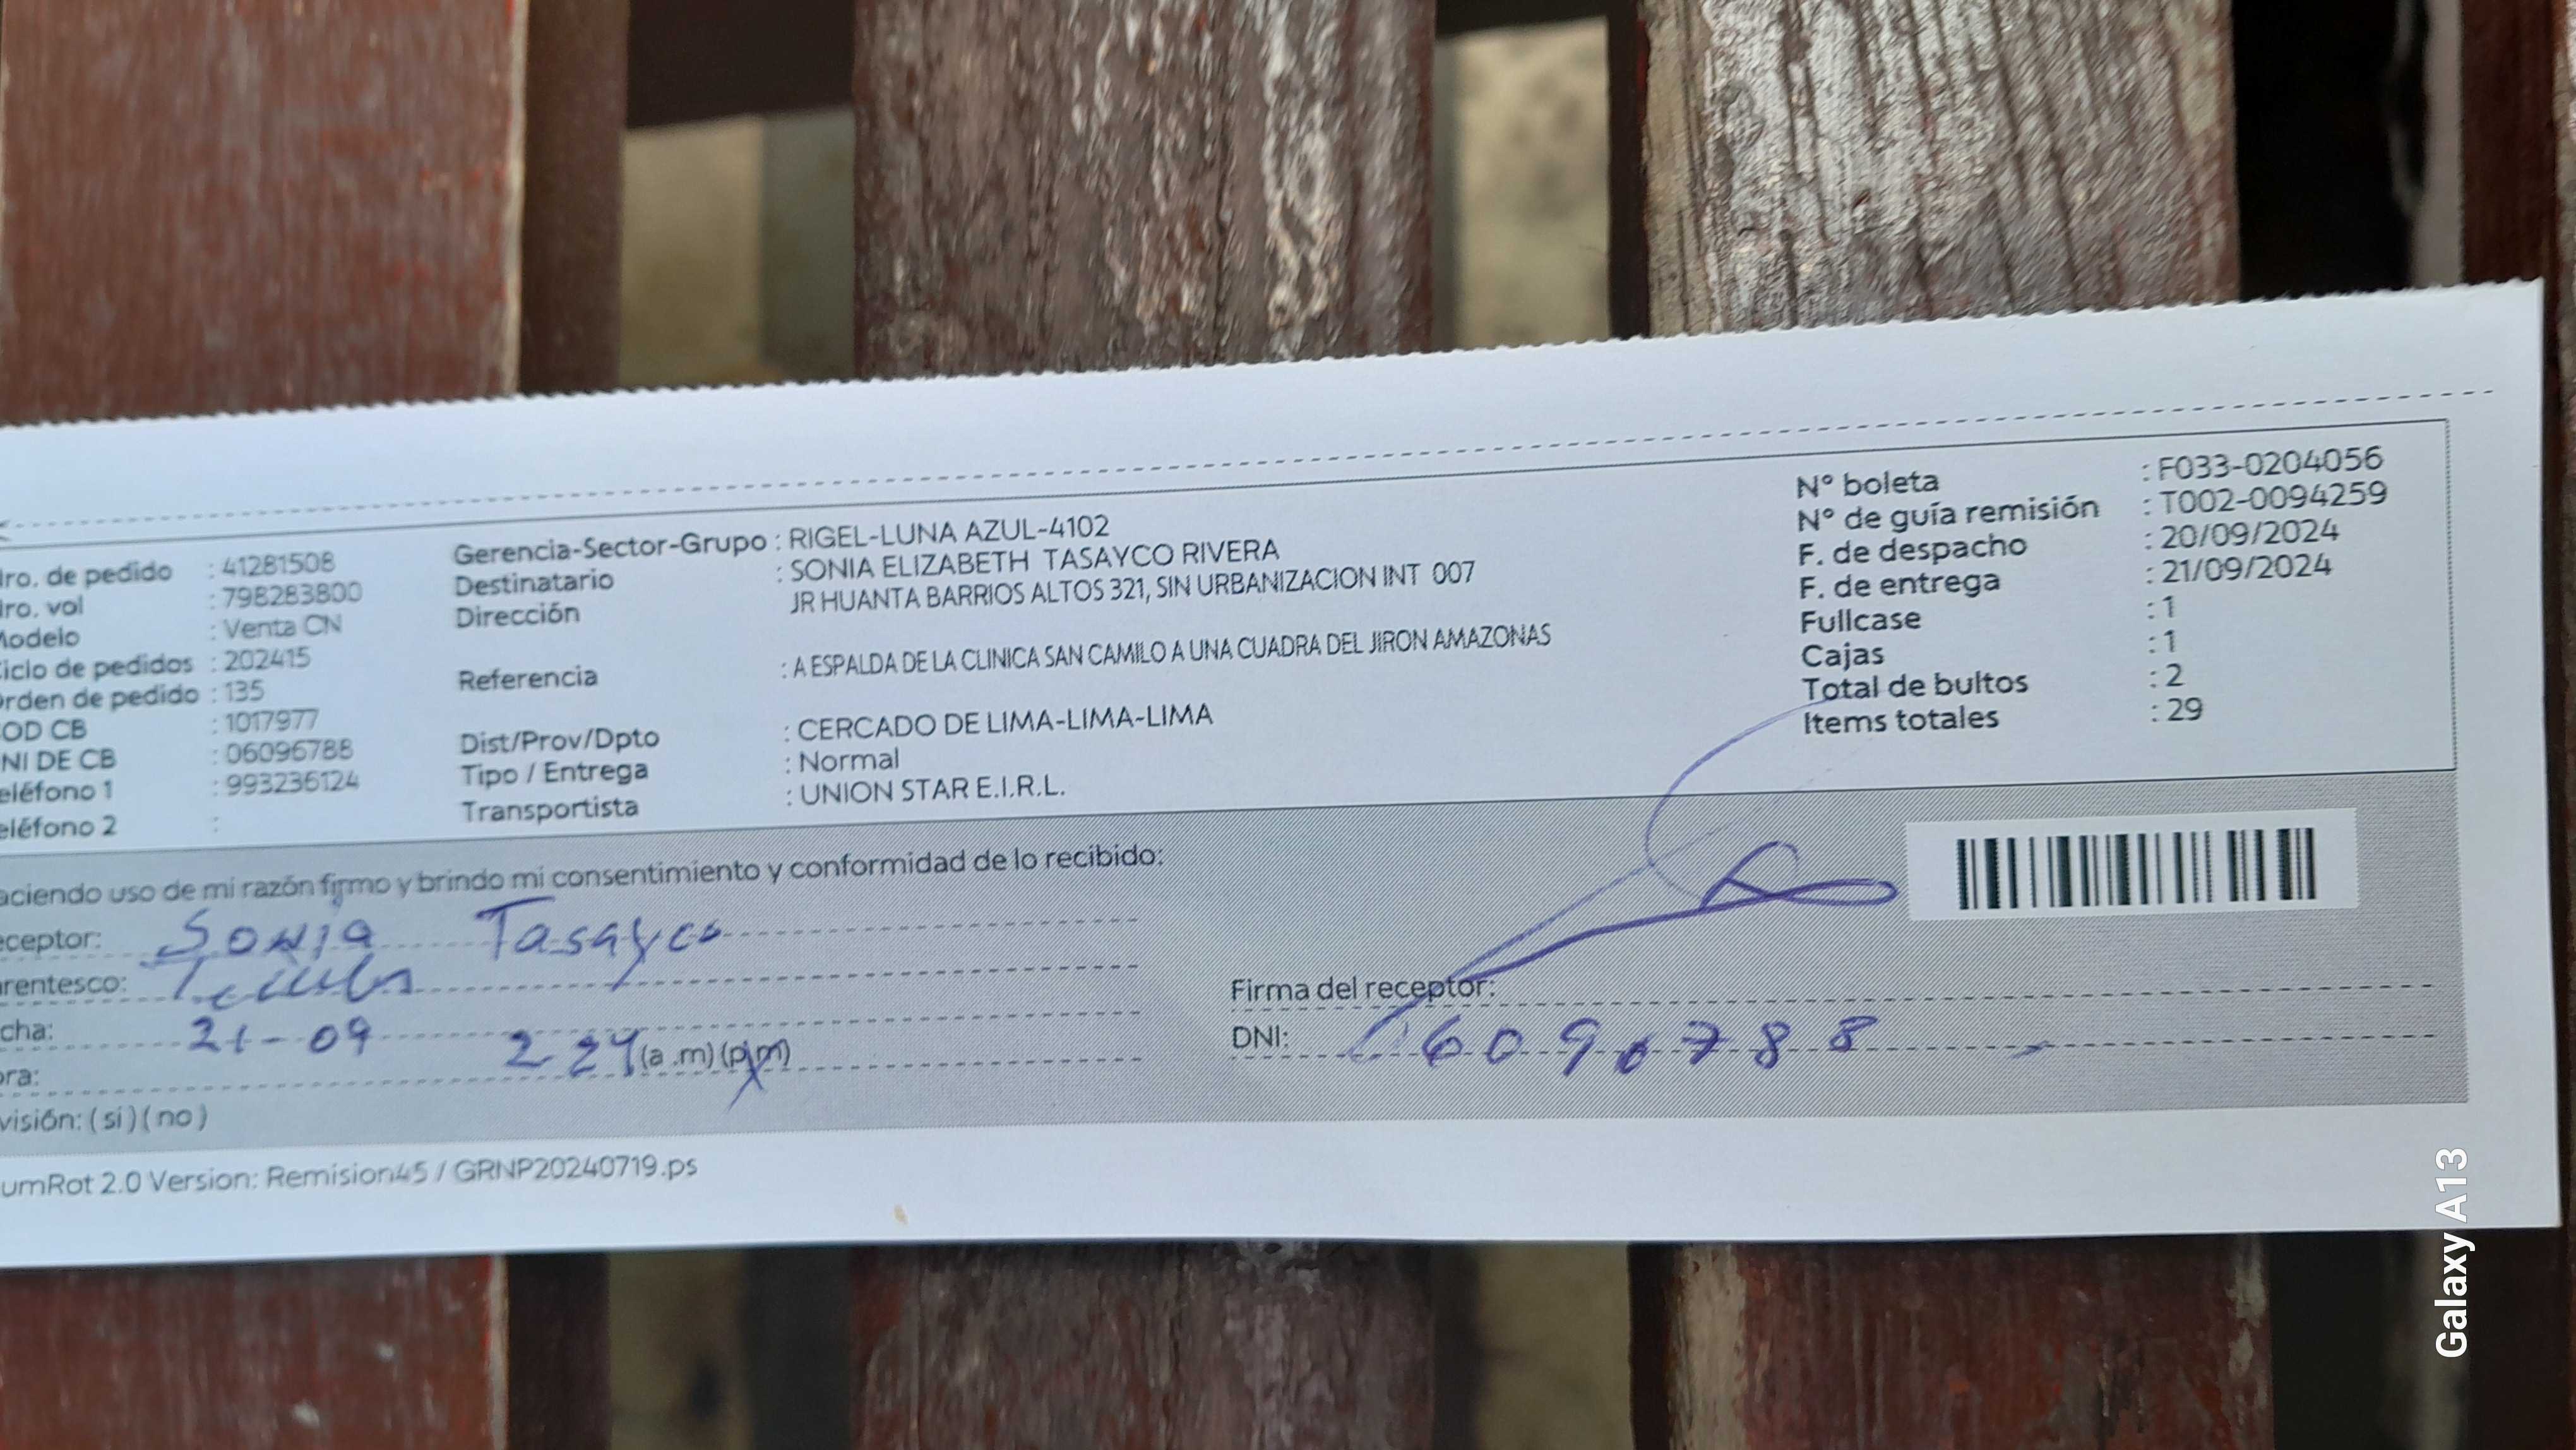 ro. de pedido : 41281508
ro. vol : 798283800
Modelo : Venta CN
iclo de pedidos : 202415
rden de pedido : 135
OD CB : 1017977
NI DE CB : 06096788
eléfono 1 : 993236124
eléfono 2 :
Gerencia-Sector-Grupo : RIGEL-LUNA AZUL-4102
Destinatario : SONIA ELIZABETH TASAYCO RIVERA
Dirección JR HUANTA BARRIOS ALTOS 321, SIN URBANIZACION INT 007
Referencia : A ESPALDA DE LA CLINICA SAN CAMILO A UNA CUADRA DEL JIRON AMAZONAS
Dist/Prov/Dpto : CERCADO DE LIMA-LIMA-LIMA
Tipo / Entrega : Normal
Transportista : UNION STAR E.I.R.L.
N° boleta : F033-0204056
N° de guía remisión : T002-0094259
F. de despacho : 20/09/2024
F. de entrega : 21/09/2024
Fullcase : 1
Cajas : 1
Total de bultos : 2
Items totales : 29
aciendo uso de mi razón firmo y brindo mi consentimiento y conformidad de lo recibido:
eceptor: Sonia Tasayco
rentesco:
cha: 21-09
ora: 2 24 (a .m) (p.m)
visión: ( si ) ( no )
Firma del receptor:
DNI: 06096788
umRot 2.0 Version: Remision45 / GRNP20240719.ps
Galaxy A13